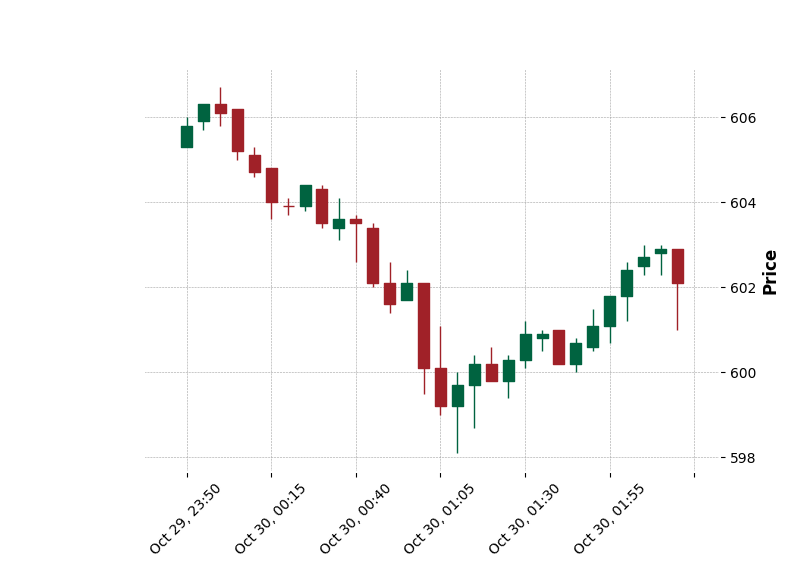 606
604
602
600
598
Price
Oct 29, 23:50
Oct 30, 00:15
Oct 30, 00:40
Oct 30, 01:05
Oct 30, 01:30
Oct 30, 01:55